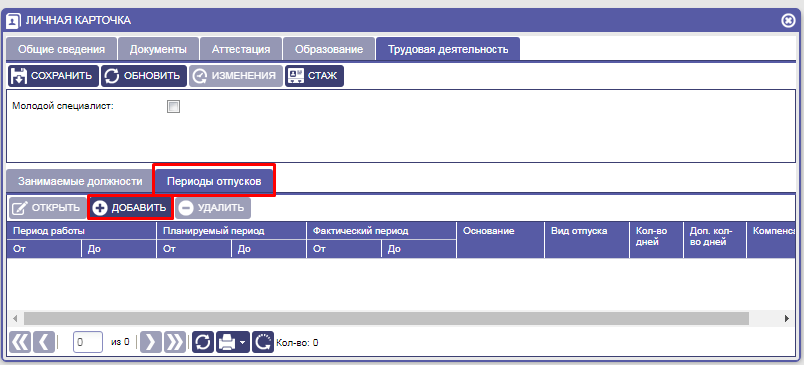 ЛИЧНАЯ КАРТОЧКА
Общие сведения Документы Аттестация Образование Трудовая деятельность
СОХРАНИТЬ ОБНОВИТЬ ИЗМЕНЕНИЯ СТАЖ
Молодой специалист:
Занимаемые должности Периоды отпусков
ОТКРЫТЬ ДОБАВИТЬ УДАЛИТЬ
Период работы Планируемый период Фактический период Основание Вид отпуска Кол-во дней Доп. кол-во дней Компенса
От До От До От До
0 из 0 Кол-во: 0